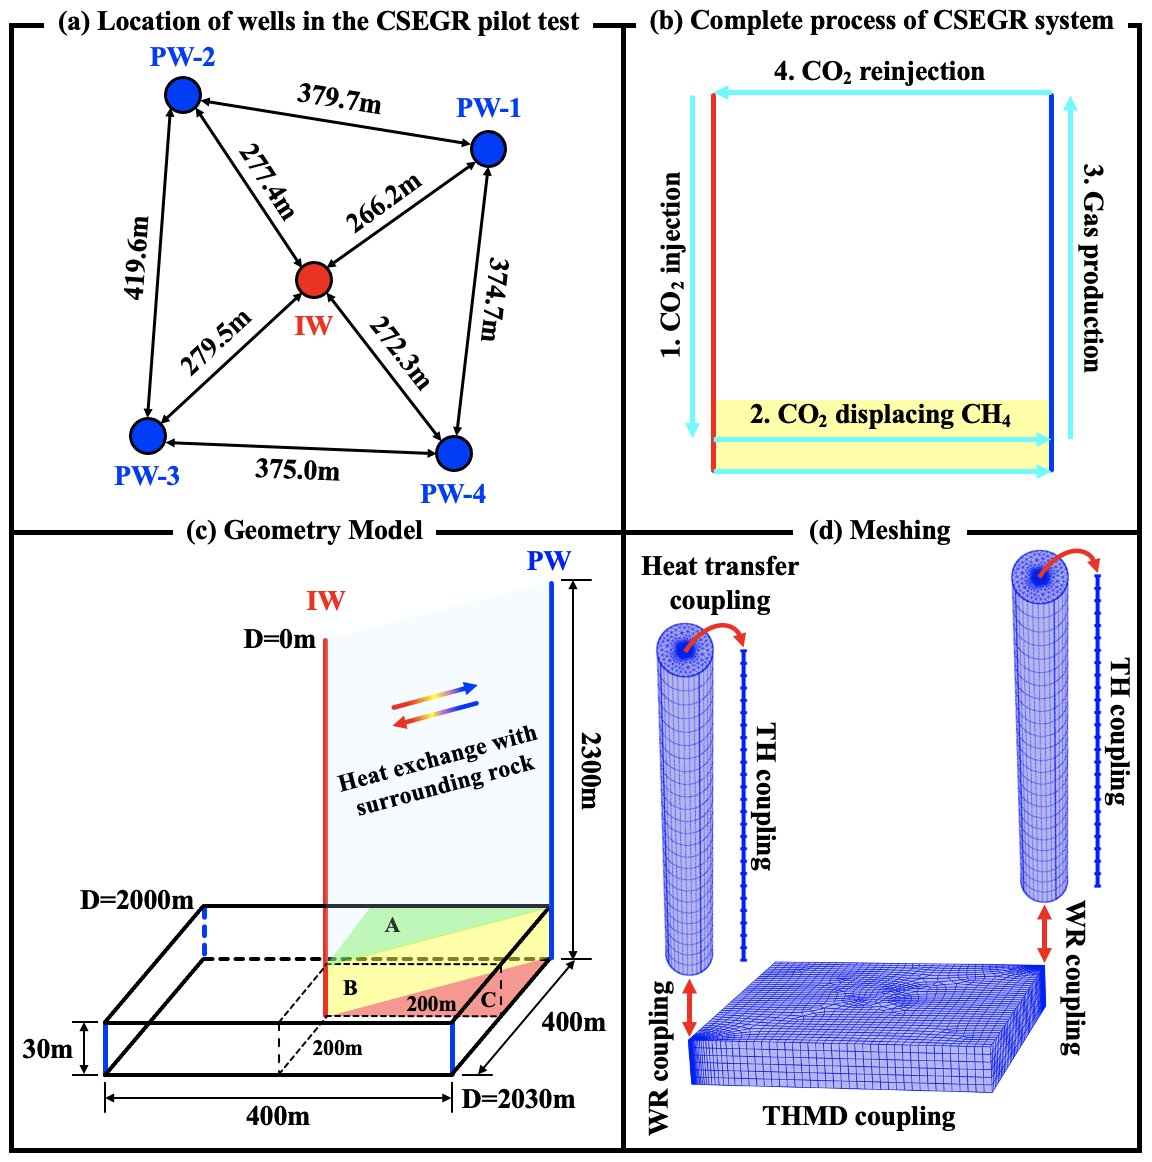 (a) Location of wells in the CSEGR pilot test
PW-2
379.7m
PW-1
277.4m
266.2m
419.6m
374.7m
IW
279.5m
272.3m
PW-3
375.0m
PW-4
(b) Complete process of CSEGR system
4. CO₂ reinjection
1. CO₂ injection
3. Gas production
2. CO₂ displacing CH₄
(c) Geometry Model
PW
IW
D=0m
Heat exchange with
surrounding rock
2300m
D=2000m
A
B
C
200m
200m
400m
30m
400m
D=2030m
(d) Meshing
Heat transfer
coupling
TH coupling
TH coupling
WR coupling
WR coupling
THMD coupling